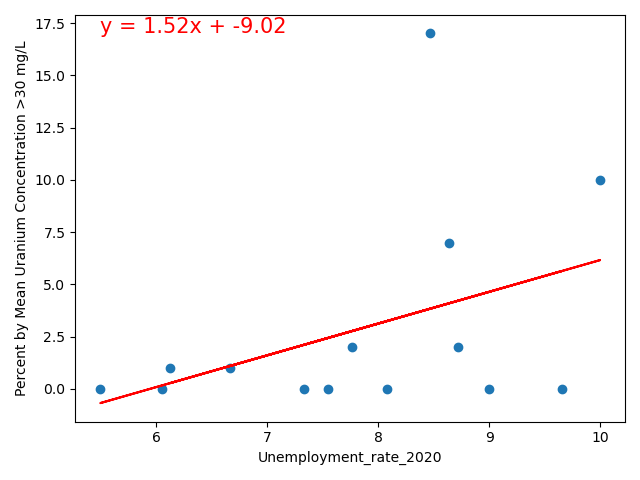 y = 1.52x + -9.02
17.5
15.0
12.5
10.0
7.5
5.0
2.5
0.0
Percent by Mean Uranium Concentration >30 mg/L
6 7 8 9 10
Unemployment_rate_2020